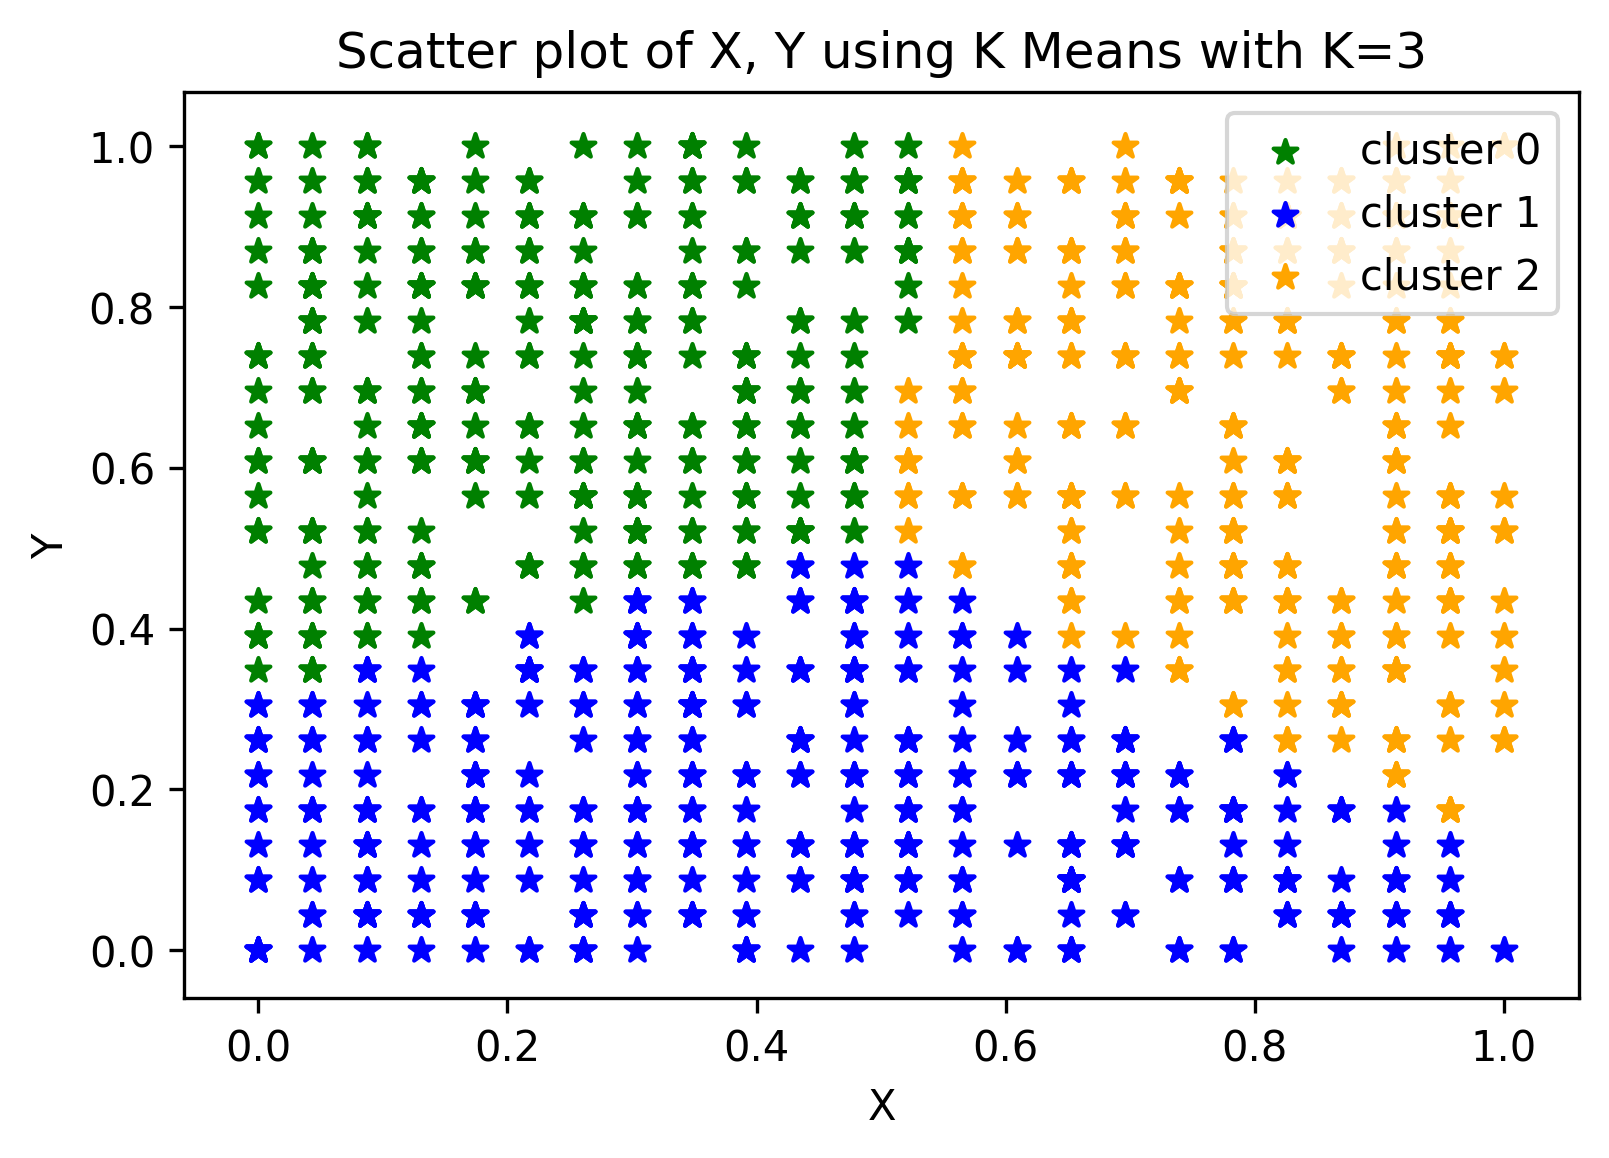 Scatter plot of X, Y using K Means with K=3
cluster 0
cluster 1
cluster 2
1.0
0.8
0.6
0.4
0.2
0.0
Y
0.0 0.2 0.4 0.6 0.8 1.0
X